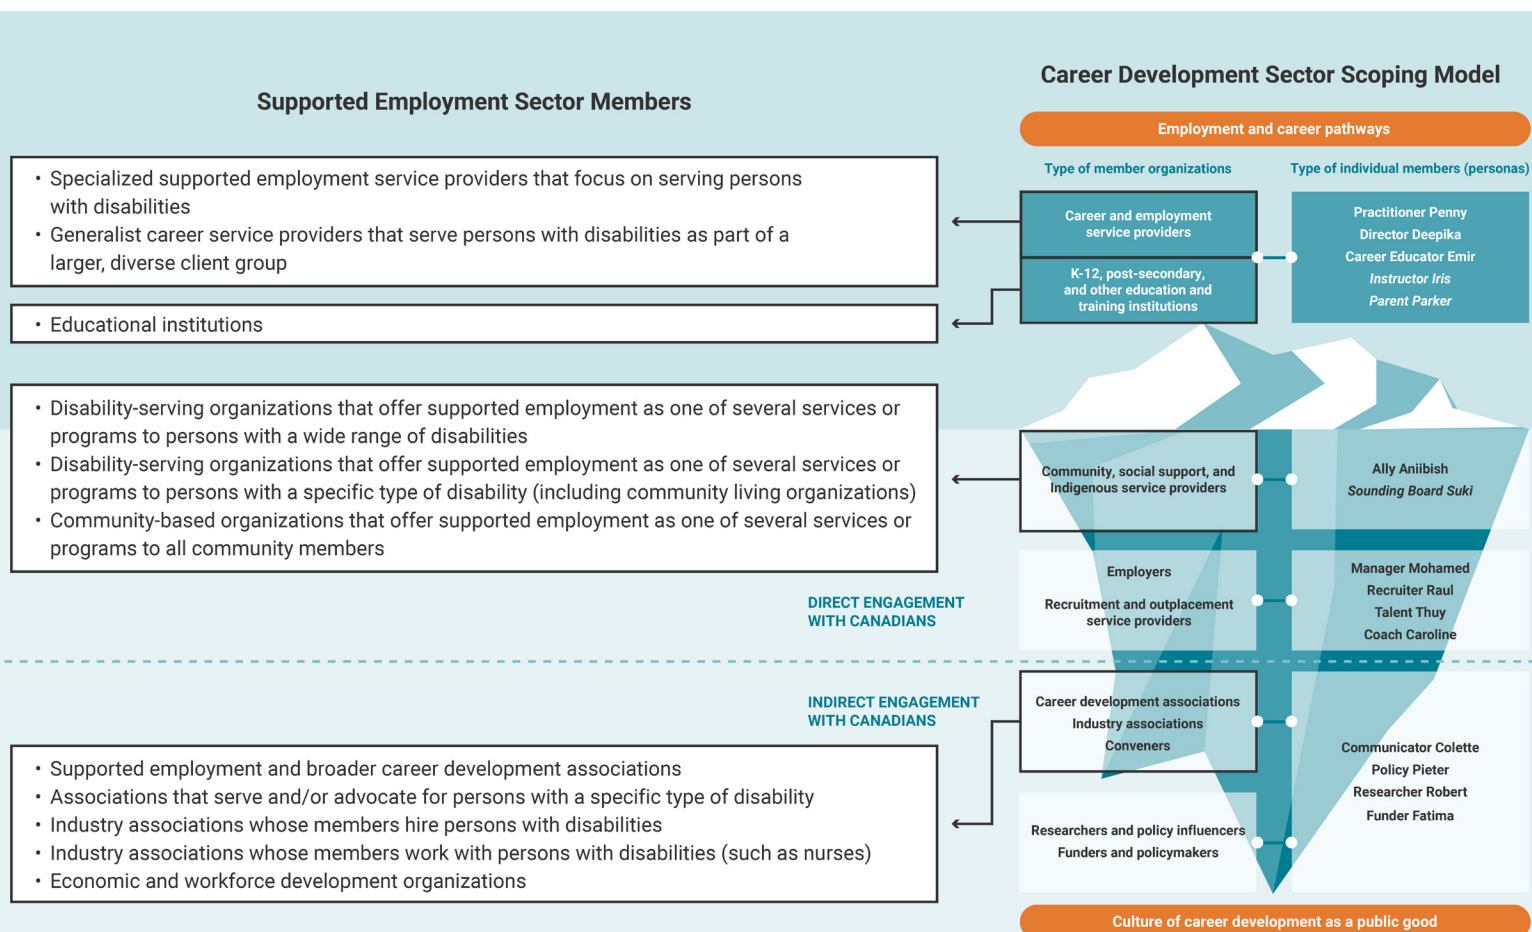 Supported Employment Sector Members
• Specialized supported employment service providers that focus on serving persons
with disabilities
• Generalist career service providers that serve persons with disabilities as part of a
larger, diverse client group
• Educational institutions
• Disability-serving organizations that offer supported employment as one of several services or
programs to persons with a wide range of disabilities
• Disability-serving organizations that offer supported employment as one of several services or
programs to persons with a specific type of disability (including community living organizations)
• Community-based organizations that offer supported employment as one of several services or
programs to all community members
DIRECT ENGAGEMENT
WITH CANADIANS
INDIRECT ENGAGEMENT
WITH CANADIANS
• Supported employment and broader career development associations
• Associations that serve and/or advocate for persons with a specific type of disability
• Industry associations whose members hire persons with disabilities
• Industry associations whose members work with persons with disabilities (such as nurses)
• Economic and workforce development organizations
Career Development Sector Scoping Model
Employment and career pathways
Type of member organizations
Type of individual members (personas)
Career and employment
service providers
K-12, post-secondary,
and other education and
training institutions
Practitioner Penny
Director Deepika
Career Educator Emir
Instructor Iris
Parent Parker
Community, social support, and
Indigenous service providers
Ally Aniibish
Sounding Board Suki
Employers
Recruitment and outplacement
service providers
Manager Mohamed
Recruiter Raul
Talent Thuy
Coach Caroline
Career development associations
Industry associations
Conveners
Researchers and policy influencers
Funders and policymakers
Communicator Colette
Policy Pieter
Researcher Robert
Funder Fatima
Culture of career development as a public good